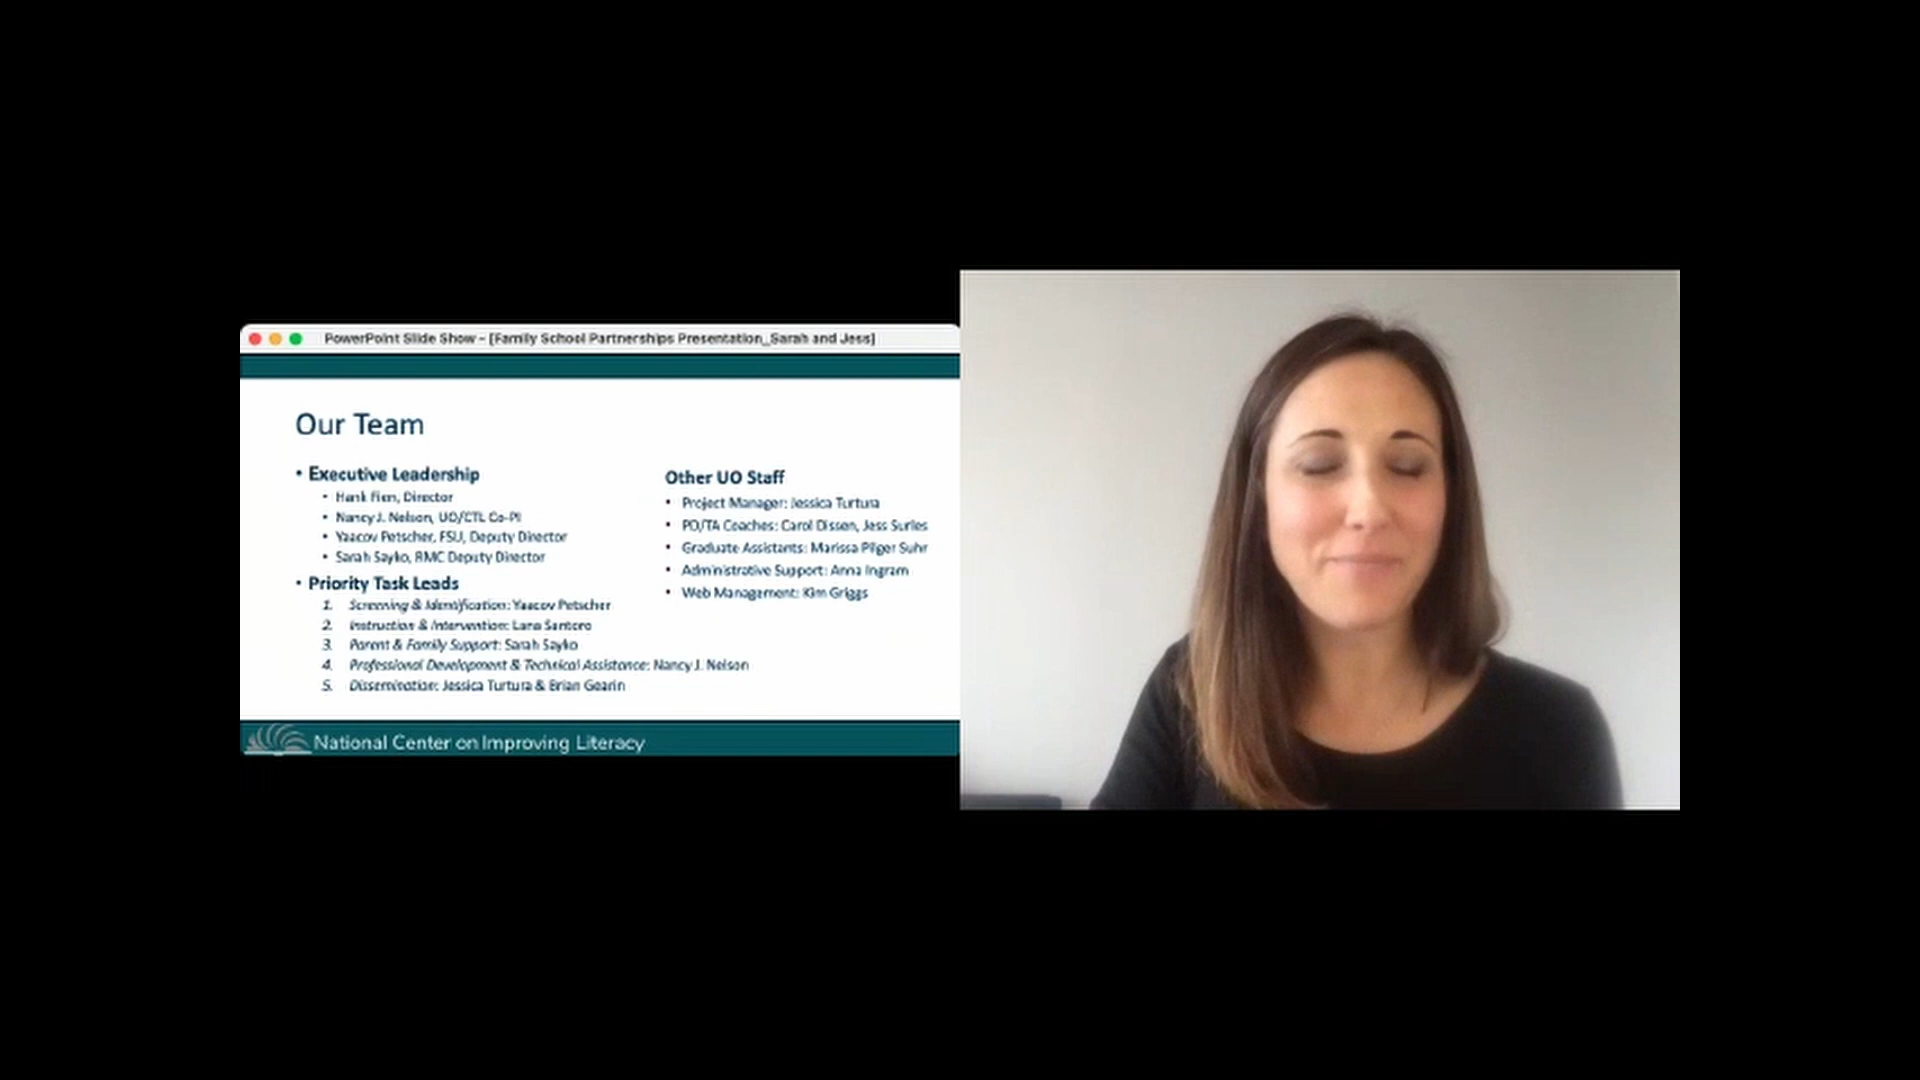 PowerPoint Slide Show - [Family School Partnerships Presentation_Sarah and Jess]
Our Team
• Executive Leadership
• Hank Fien, Director
• Nancy J. Nelson, UO/CTL Co-PI
• Yaacov Petscher, FSU, Deputy Director
• Sarah Sayko, RMC Deputy Director
• Priority Task Leads
1. Screening & Identification: Yaacov Petscher
2. Instruction & Intervention: Lana Santoro
3. Parent & Family Support: Sarah Sayko
4. Professional Development & Technical Assistance: Nancy J. Nelson
5. Dissemination: Jessica Turtura & Brian Gearin
Other UO Staff
• Project Manager: Jessica Turtura
• PD/TA Coaches: Carol Dissen, Jess Surles
• Graduate Assistants: Marissa Pilger Suhr
• Administrative Support: Anna Ingram
• Web Management: Kim Griggs
National Center on Improving Literacy